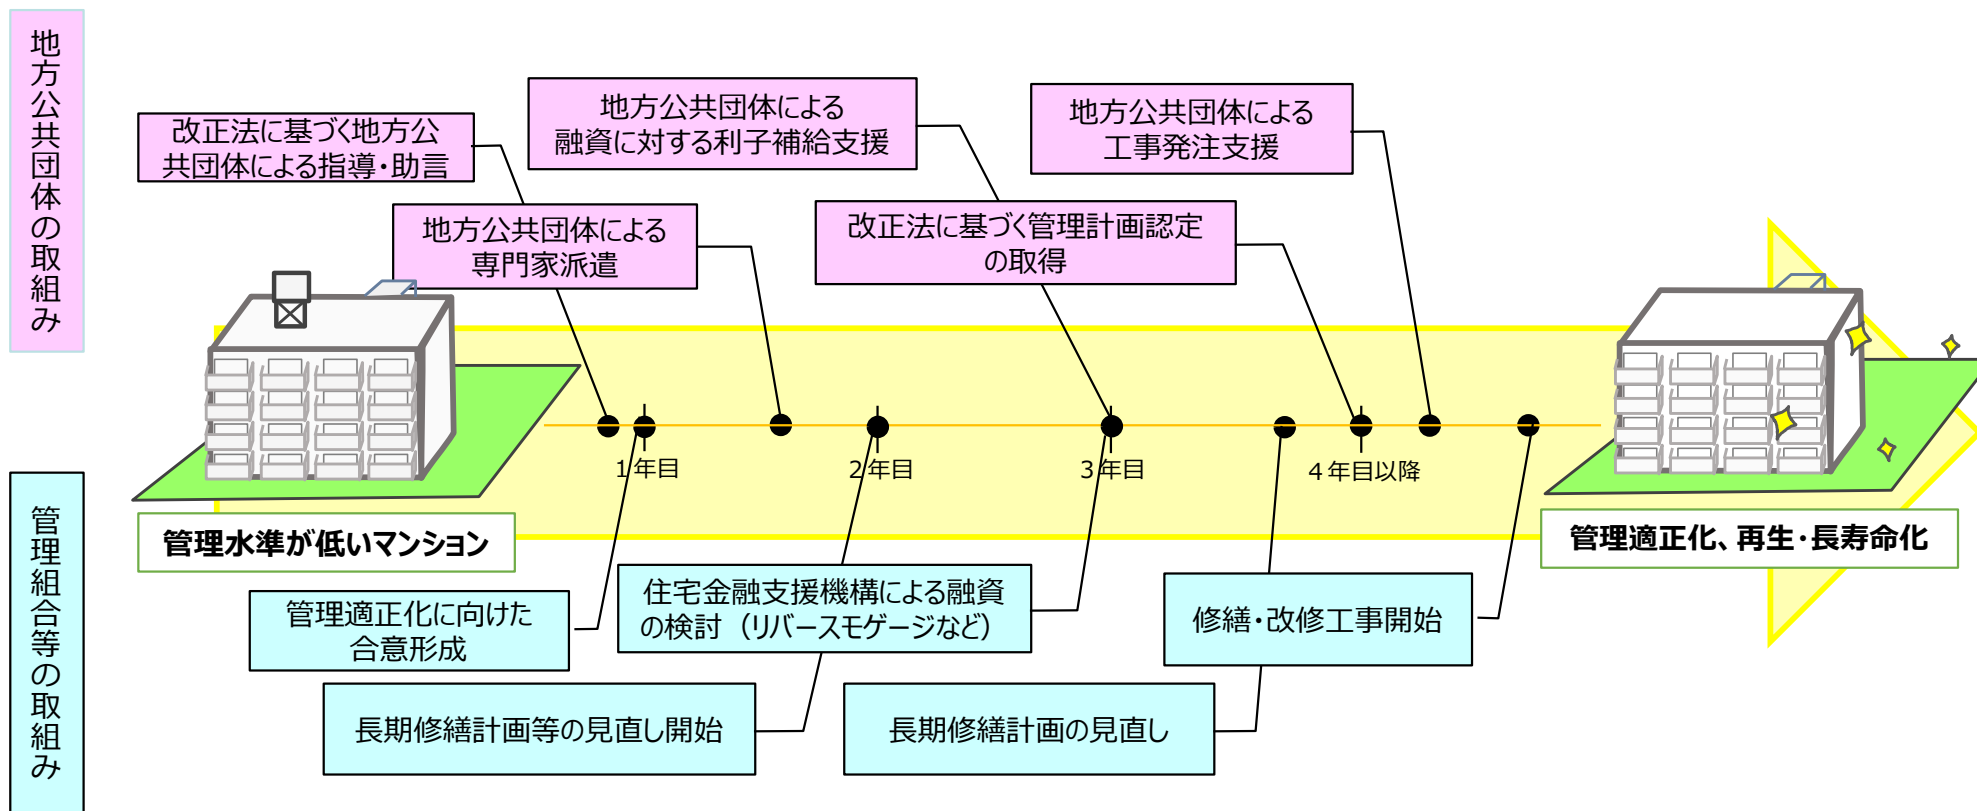 地方公共団体の取組み
改正法に基づく地方公
共団体による指導・助言
地方公共団体による
融資に対する利子補給支援
地方公共団体による
工事発注支援
地方公共団体による
専門家派遣
改正法に基づく管理計画認定
の取得
1年目
2年目
3年目
4年目以降
管理水準が低いマンション
管理適正化、再生・長寿命化
管理組合等の取組み
管理適正化に向けた
合意形成
住宅金融支援機構による融資
の検討（リバースモゲージなど）
修繕・改修工事開始
長期修繕計画等の見直し開始
長期修繕計画の見直し